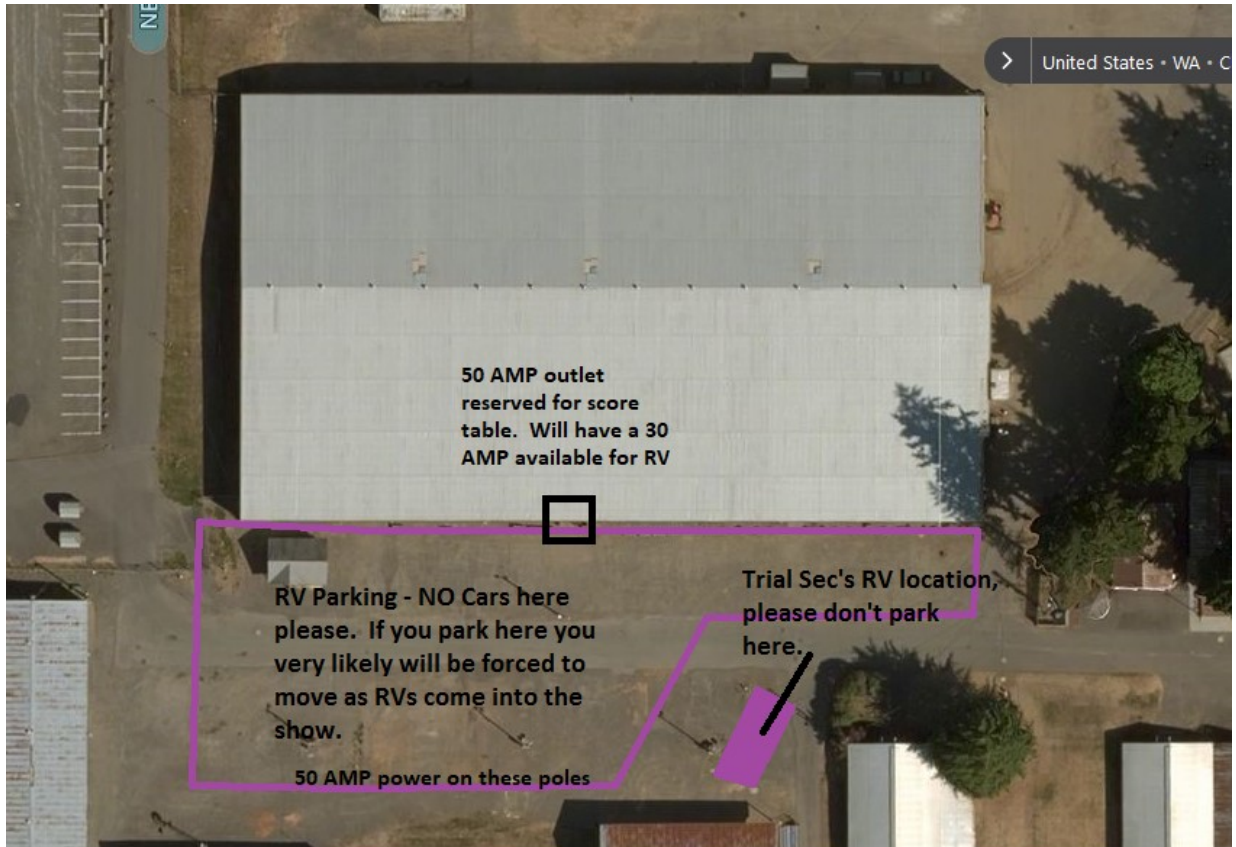 NE
United States • WA • C
50 AMP outlet
reserved for score
table.  Will have a 30
AMP available for RV
RV Parking - NO Cars here
please.  If you park here you
very likely will be forced to
move as RVs come into the
show.
Trial Sec's RV location,
please don't park
here.
50 AMP power on these poles